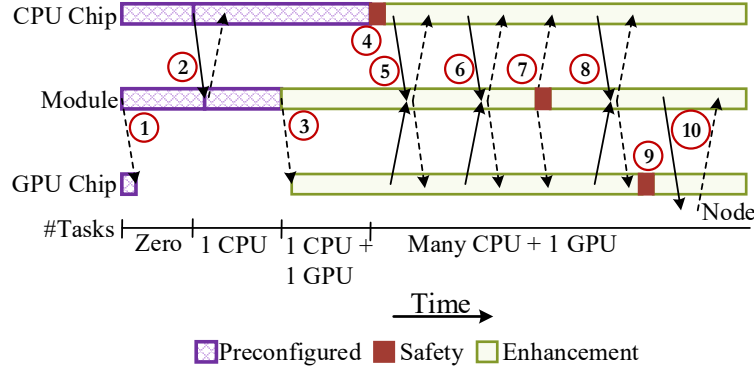 CPU Chip
4
2
5
6
7
8
Module
1
3
10
9
GPU Chip
Node
#Tasks
Zero
1 CPU
1 CPU +
1 GPU
Many CPU + 1 GPU
Time
Preconfigured
Safety
Enhancement